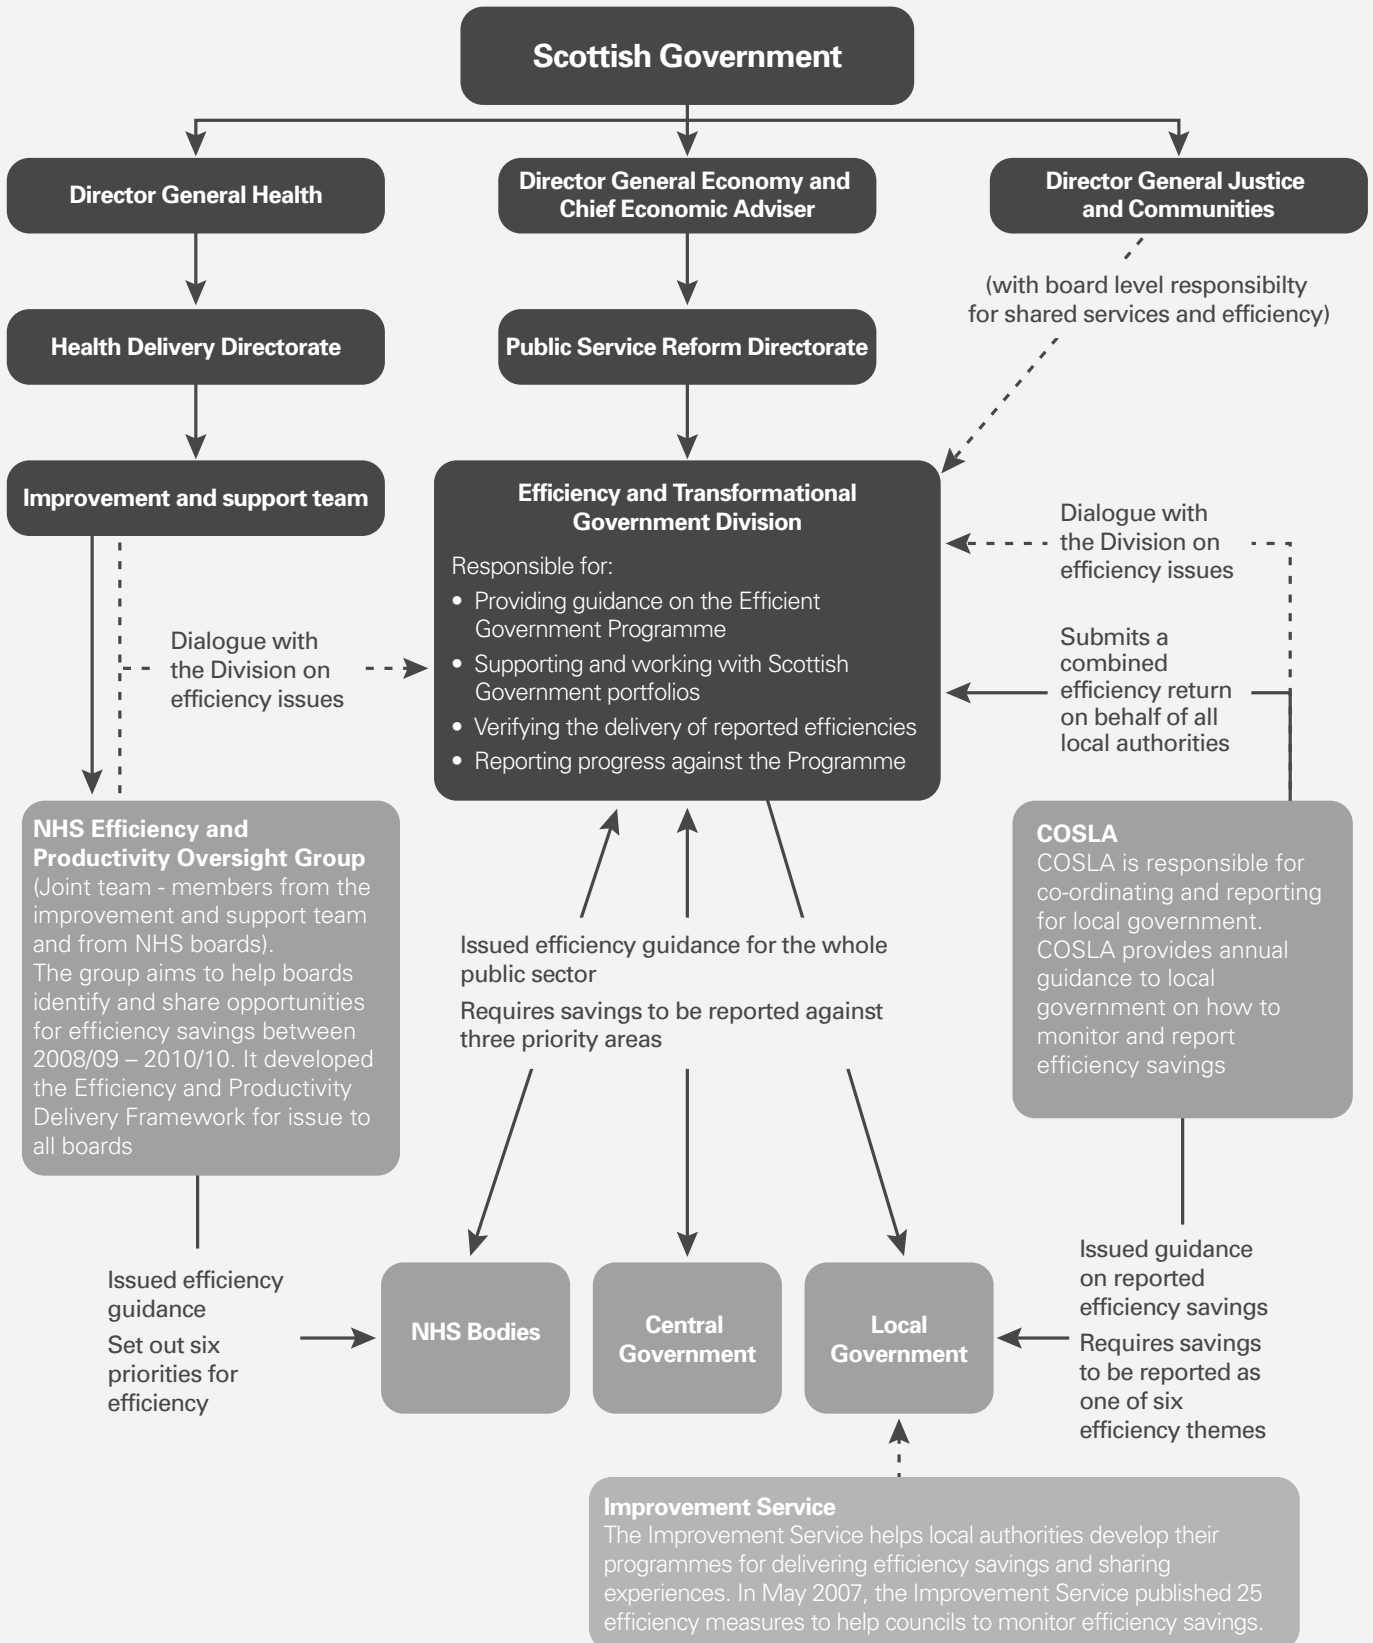 Scottish Government
Director General Health
Director General Economy and
Chief Economic Adviser
Director General Justice
and Communities
(with board level responsibilty
for shared services and efficiency)
Health Delivery Directorate
Public Service Reform Directorate
Improvement and support team
Efficiency and Transformational
Government Division
Responsible for:
• Providing guidance on the Efficient
Government Programme
• Supporting and working with Scottish
Government portfolios
• Verifying the delivery of reported efficiencies
• Reporting progress against the Programme
Dialogue with
the Division on
efficiency issues
Dialogue with
the Division on
efficiency issues
Submits a
combined
efficiency return
on behalf of all
local authorities
NHS Efficiency and
Productivity Oversight Group
(Joint team - members from the
improvement and support team
and from NHS boards).
The group aims to help boards
identify and share opportunities
for efficiency savings between
2008/09 – 2010/10. It developed
the Efficiency and Productivity
Delivery Framework for issue to
all boards
Issued efficiency guidance for the whole
public sector
Requires savings to be reported against
three priority areas
COSLA
COSLA is responsible for
co-ordinating and reporting
for local government.
COSLA provides annual
guidance to local
government on how to
monitor and report
efficiency savings
Issued efficiency
guidance
Set out six
priorities for
efficiency
NHS Bodies
Central
Government
Local
Government
Issued guidance
on reported
efficiency savings
Requires savings
to be reported as
one of six
efficiency themes
Improvement Service
The Improvement Service helps local authorities develop their
programmes for delivering efficiency savings and sharing
experiences. In May 2007, the Improvement Service published 25
efficiency measures to help councils to monitor efficiency savings.